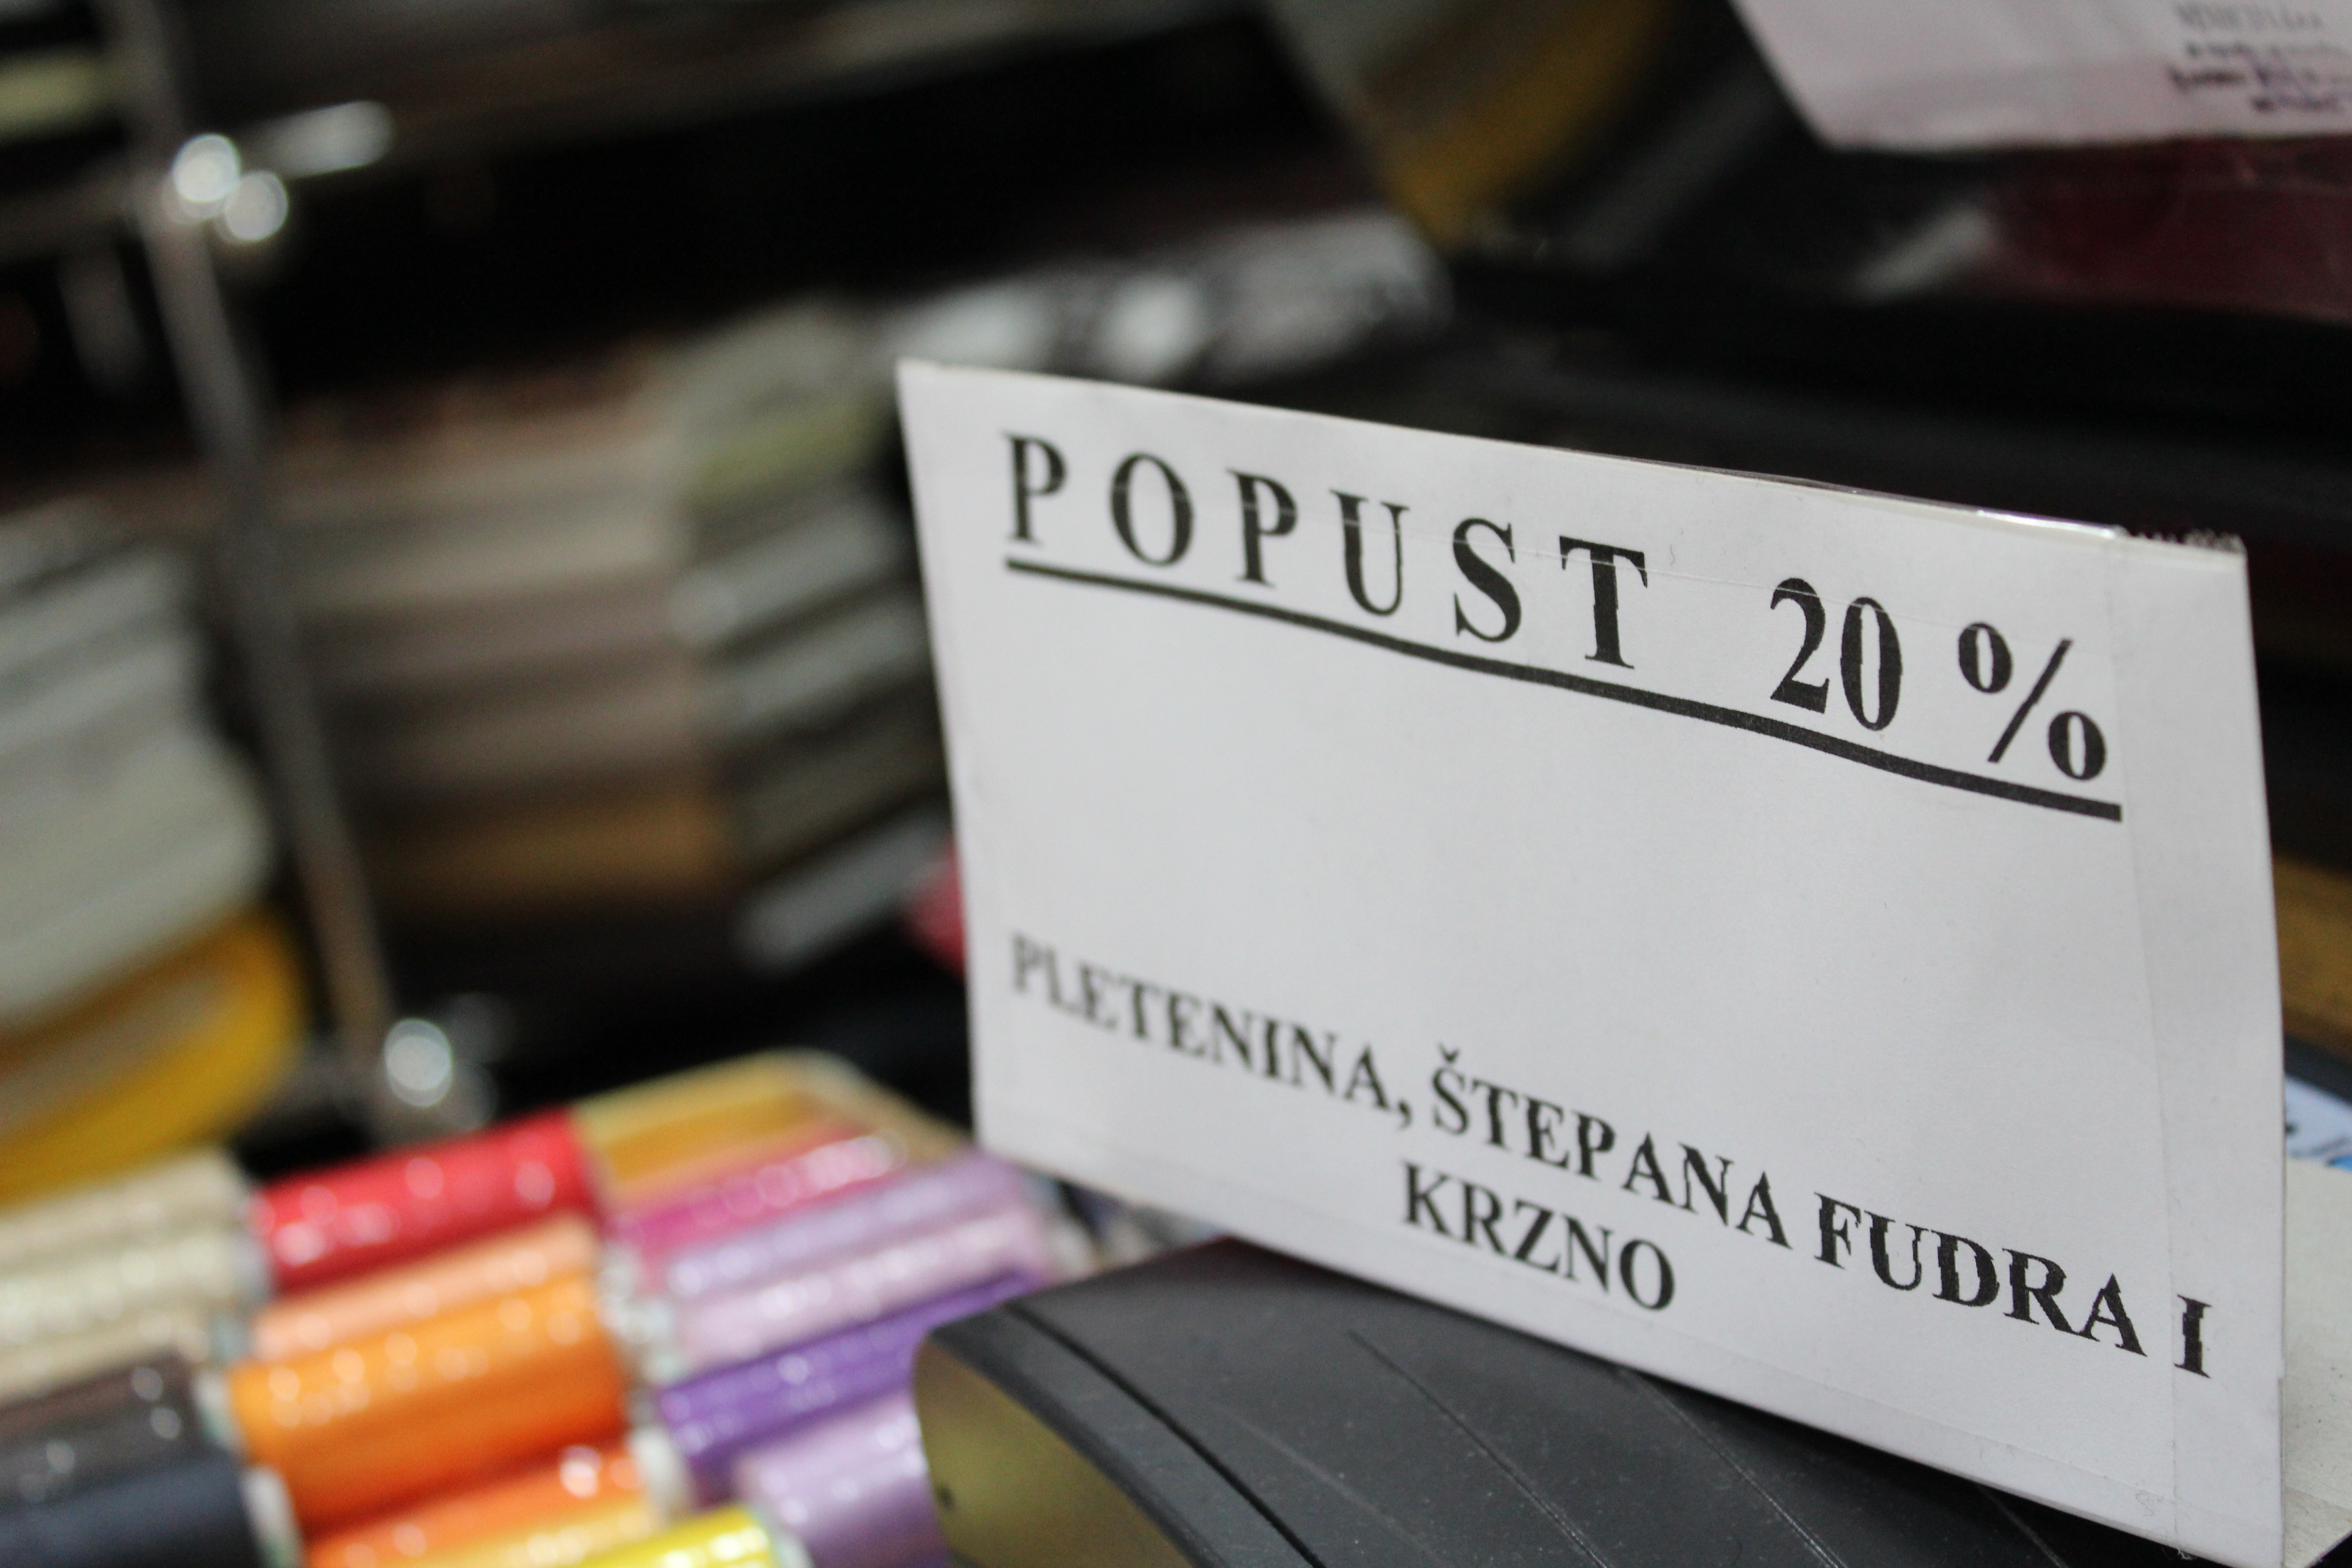 POPUST 20%
PLETENINA, ŠTEPANA FUDRA I
KRZNO